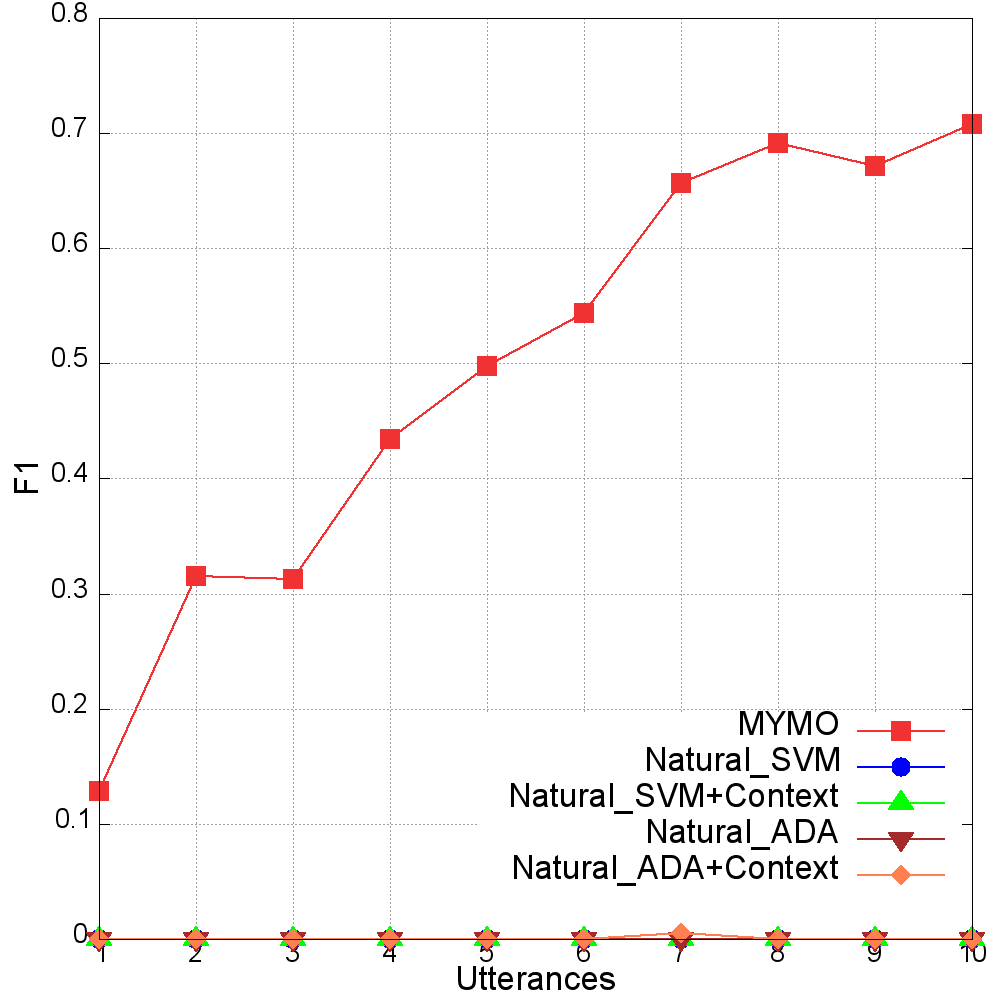 0.8
0.7
0.6
0.5
0.4
0.3
0.2
0.1
0
F1
MYMO
Natural_SVM
Natural_SVM+Context
Natural_ADA
Natural_ADA+Context
1 2 3 4 5 6 7 8 9 10
Utterances